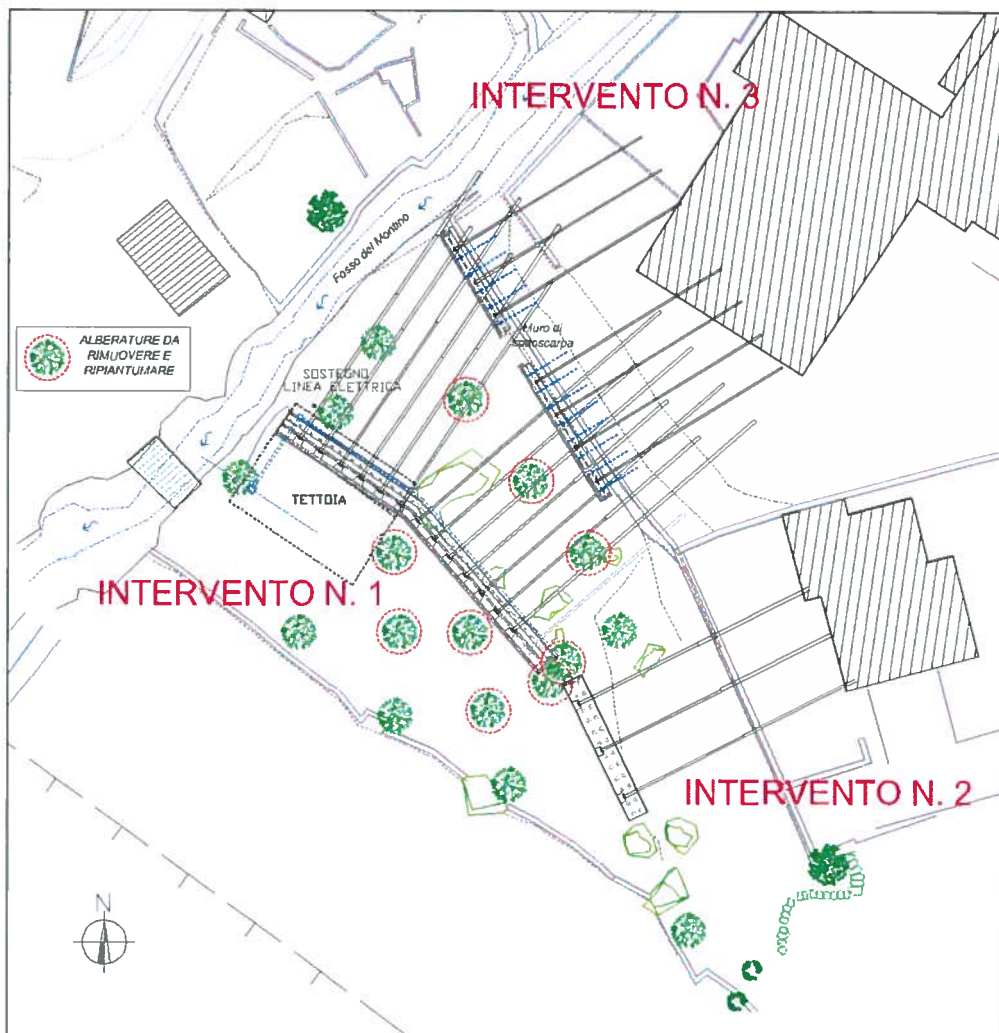 INTERVENTO N. 3
Fosso del Montino
ALBERATURE DA
RIMUOVERE E
RIPIANTUMARE
Muro di
sottoscarpa
SOSTEGNO
LINEA ELETTRICA
TETTOIA
INTERVENTO N. 1
INTERVENTO N. 2
N